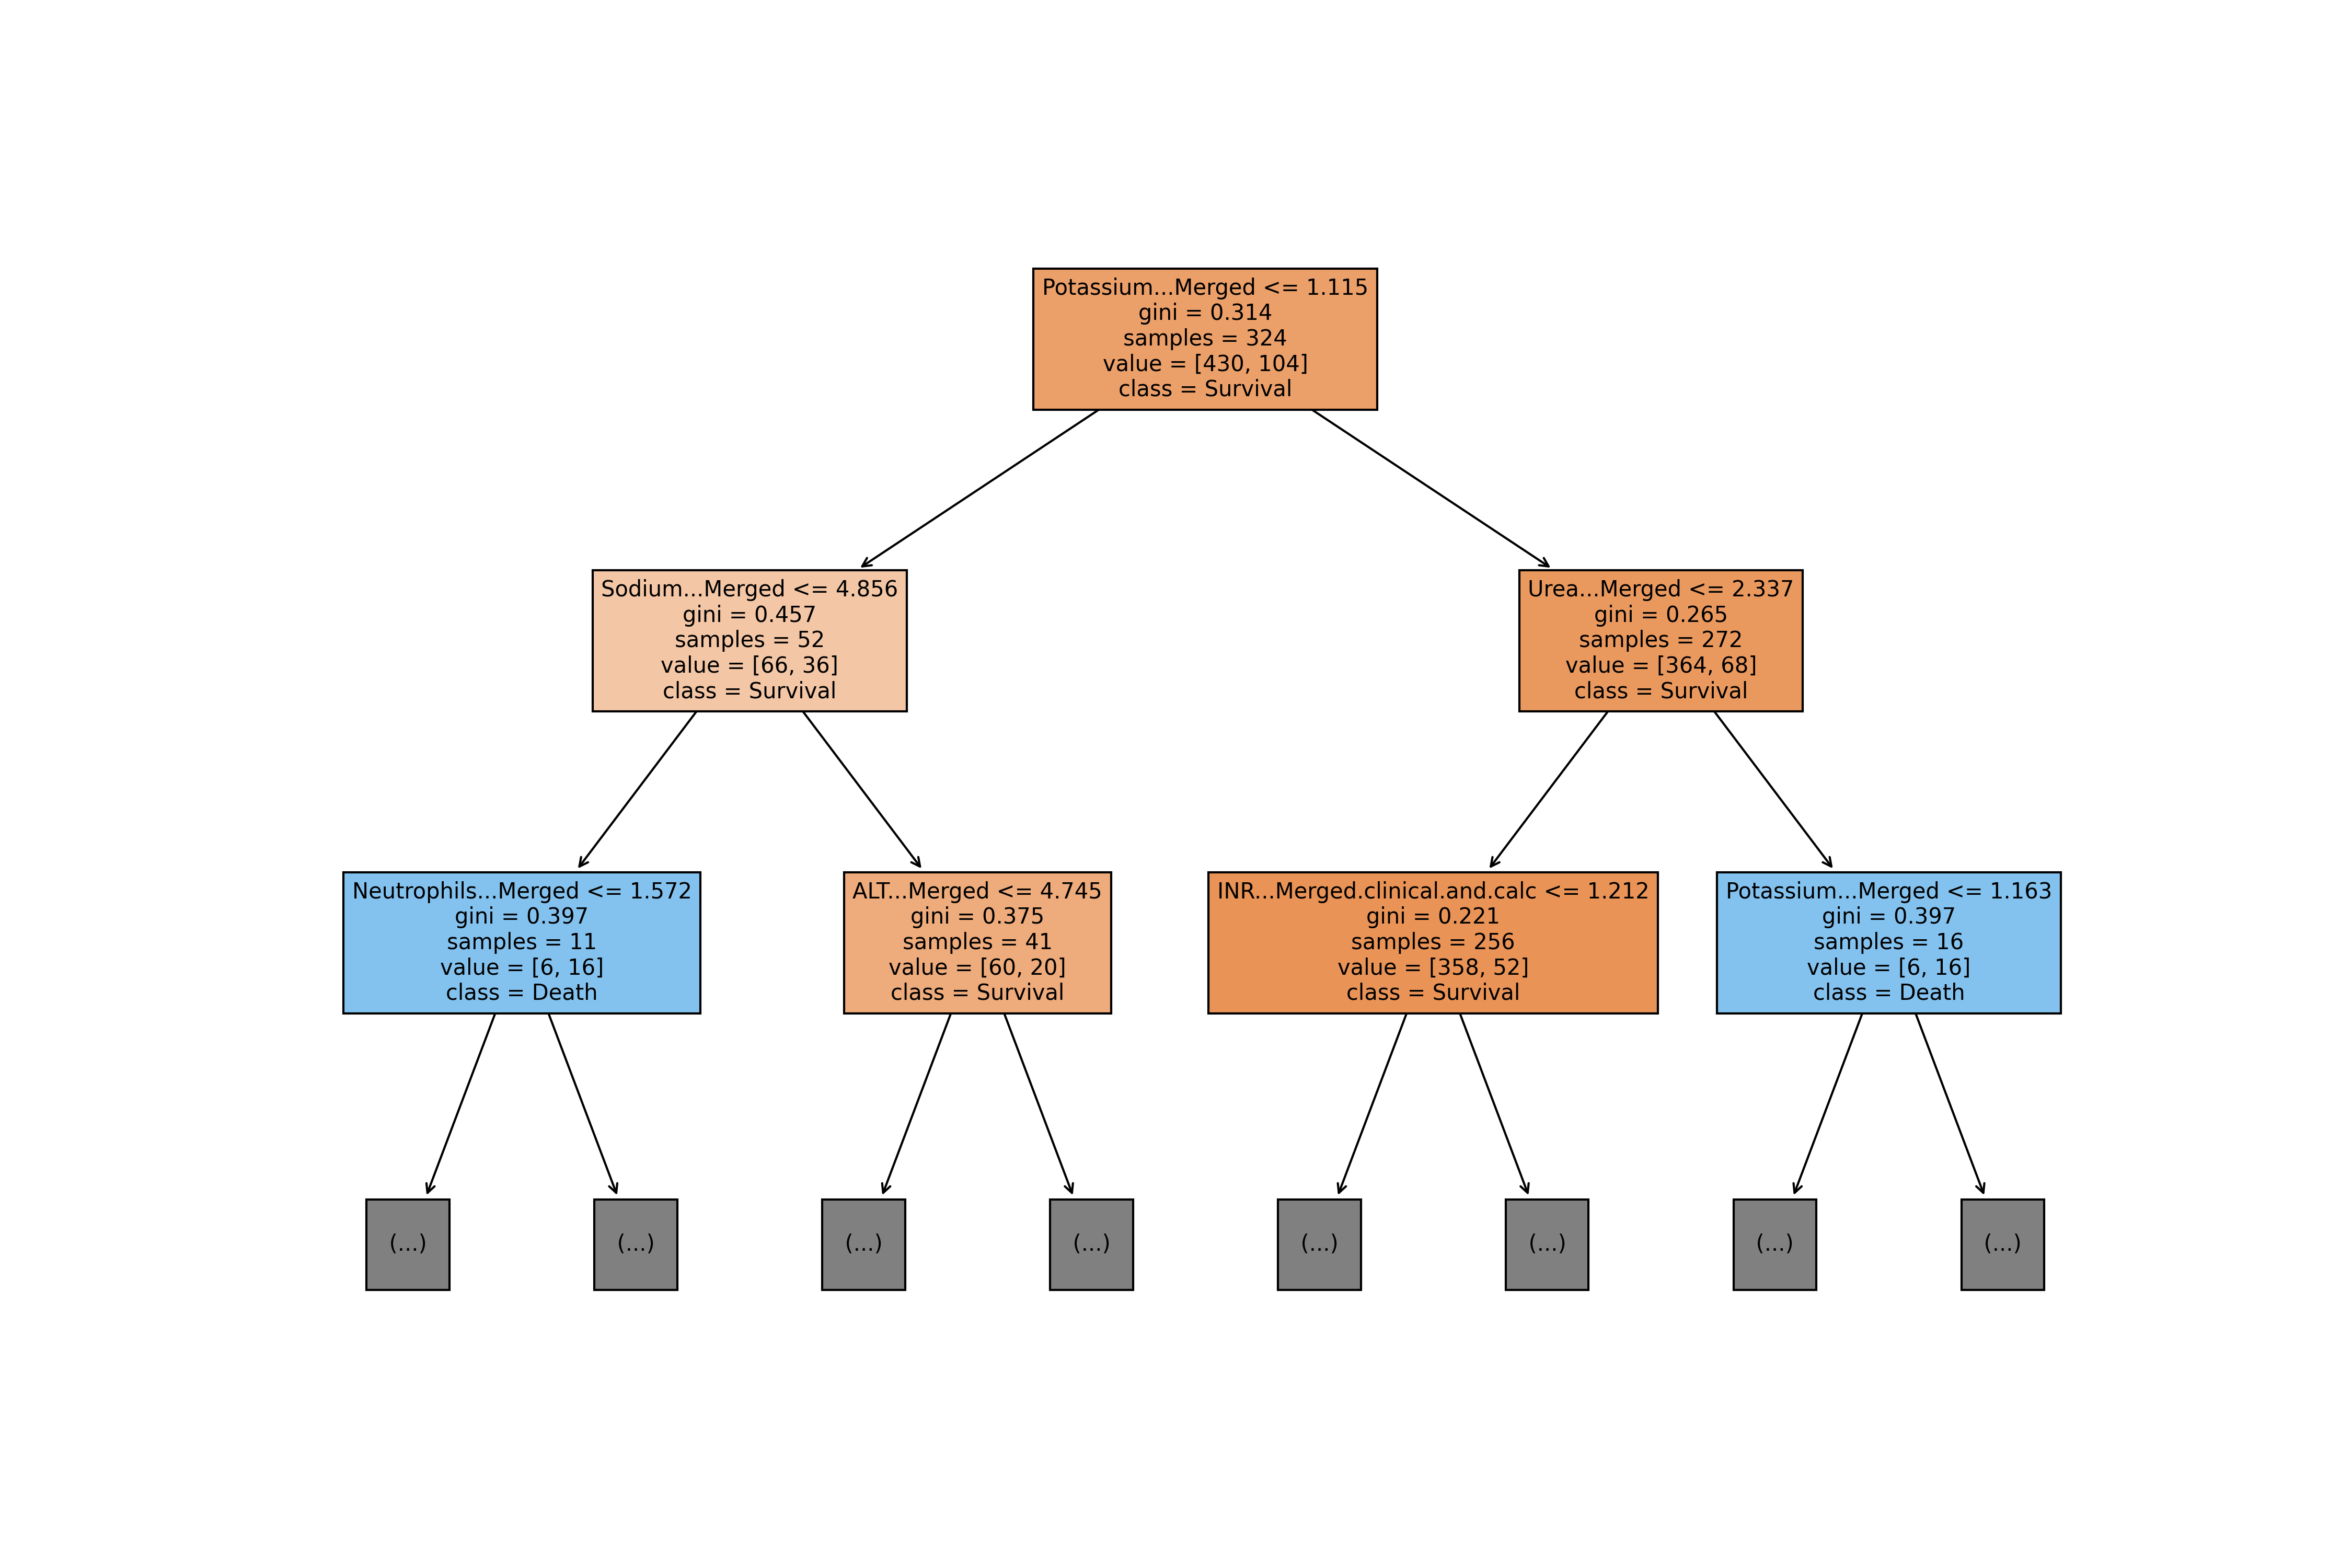 Potassium...Merged <= 1.115
gini = 0.314
samples = 324
value = [430, 104]
class = Survival
Sodium...Merged <= 4.856
gini = 0.457
samples = 52
value = [66, 36]
class = Survival
Urea...Merged <= 2.337
gini = 0.265
samples = 272
value = [364, 68]
class = Survival
Neutrophils...Merged <= 1.572
gini = 0.397
samples = 11
value = [6, 16]
class = Death
ALT...Merged <= 4.745
gini = 0.375
samples = 41
value = [60, 20]
class = Survival
INR...Merged.clinical.and.calc <= 1.212
gini = 0.221
samples = 256
value = [358, 52]
class = Survival
Potassium...Merged <= 1.163
gini = 0.397
samples = 16
value = [6, 16]
class = Death
(...)
(...)
(...)
(...)
(...)
(...)
(...)
(...)